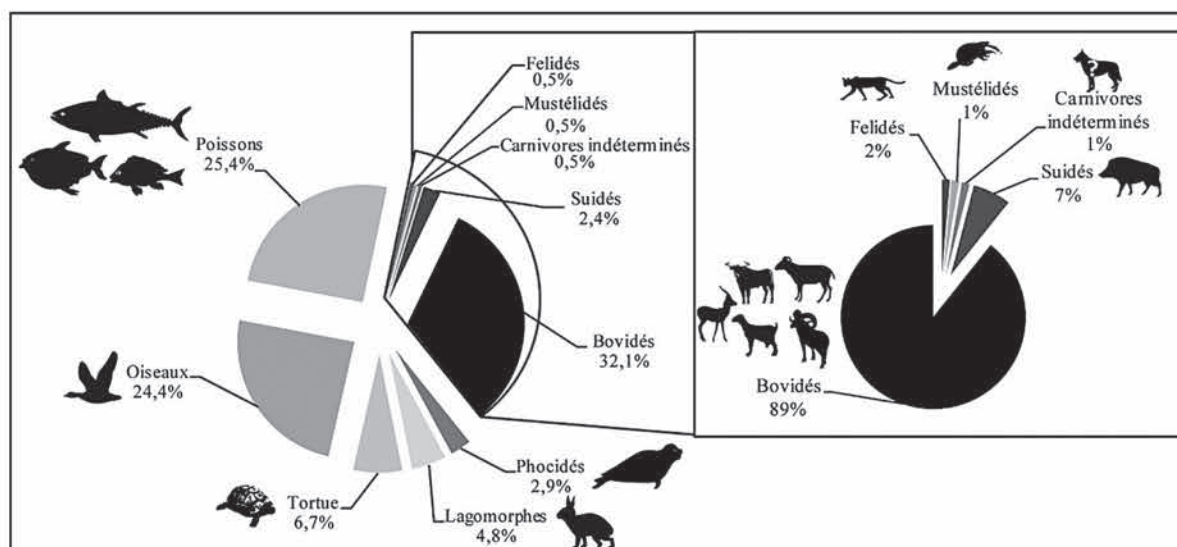 Felidés
0,5%
Mustélidés
0,5%
Carnivores indéterminés
0,5%
Suidés
2,4%
Poissons
25,4%
Bovidés
32,1%
Oiseaux
24,4%
Phocidés
2,9%
Tortue
6,7%
Lagomorphes
4,8%
Mustélidés
1%
Carnivores
indéterminés
1%
Felidés
2%
Suidés
7%
Bovidés
89%